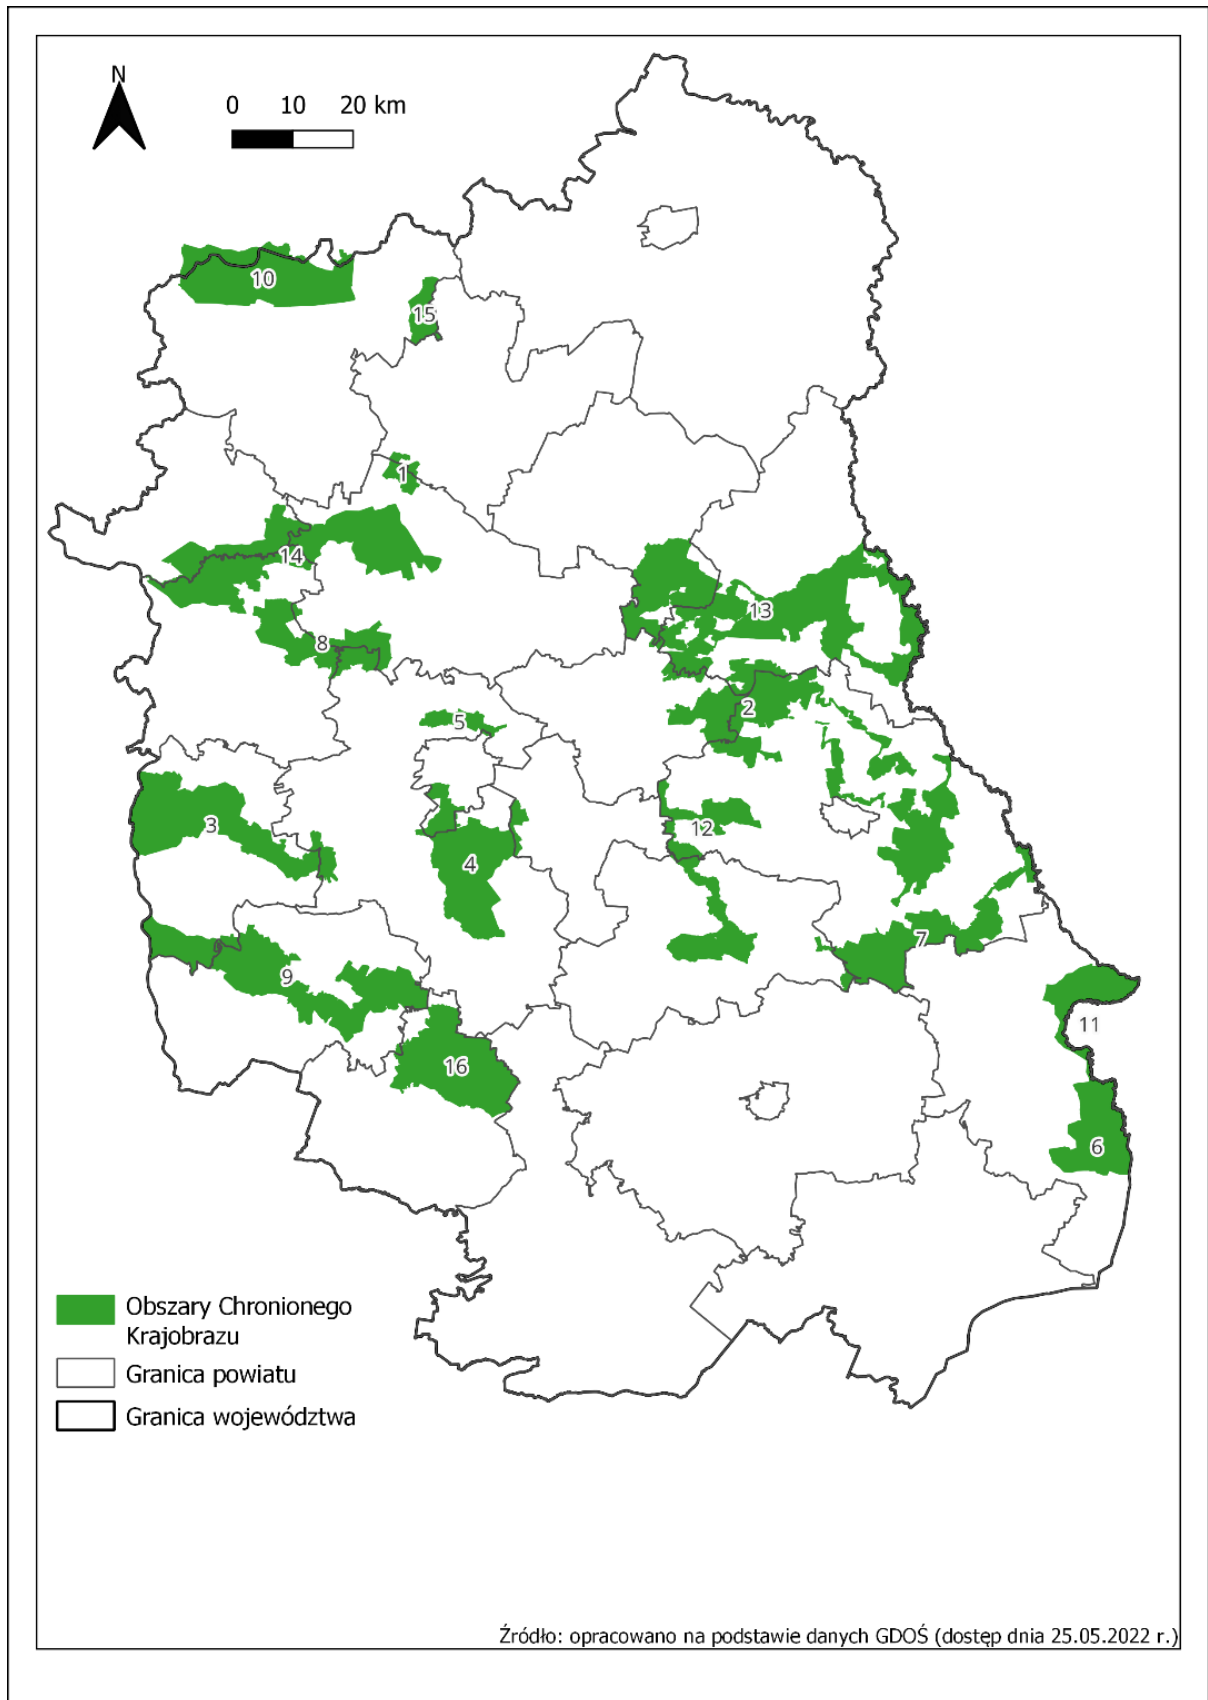 N
0 10 20 km
10
15
1
14
13
8
2
5
3
12
4
7
9
11
16
6
Obszary Chronionego
Krajobrazu
Granica powiatu
Granica województwa
Źródło: opracowano na podstawie danych GDOŚ (dostęp dnia 25.05.2022 r.)